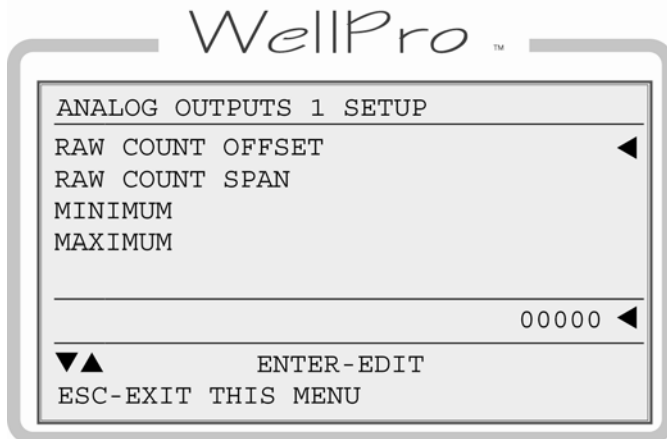 WellPro ™
ANALOG OUTPUTS 1 SETUP
RAW COUNT OFFSET ◀
RAW COUNT SPAN
MINIMUM
MAXIMUM
00000 ◀
▼▲ ENTER-EDIT
ESC-EXIT THIS MENU